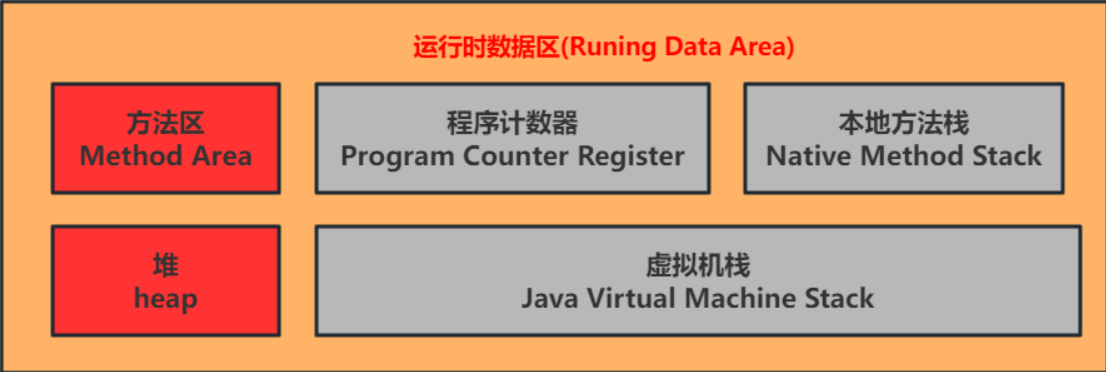 运行时数据区(Runing Data Area)
方法区
Method Area
程序计数器
Program Counter Register
本地方法栈
Native Method Stack
堆
heap
虚拟机栈
Java Virtual Machine Stack